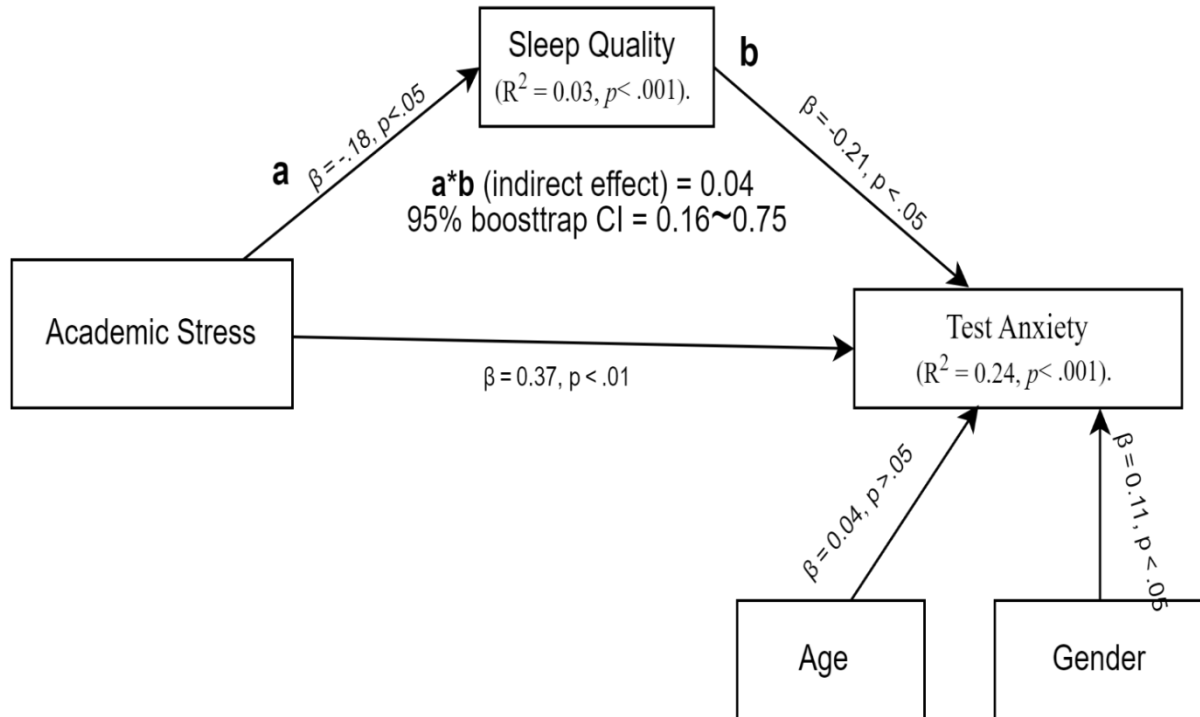 Sleep Quality
(R² = 0.03, p< .001).
b
a
β = -.18, p<.05
β = -0.21, p < .05
a*b (indirect effect) = 0.04
95% boosttrap CI = 0.16~0.75
Academic Stress
Test Anxiety
(R² = 0.24, p< .001).
β = 0.37, p < .01
β = 0.04, p >.05
β = 0.11, p < .05
Age
Gender